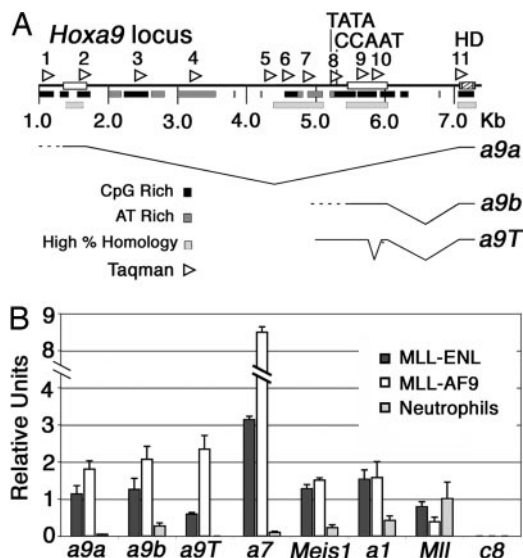 A
Hoxa9 locus
TATA
CCAAT
HD
1 2 3 4 5 6 7 8 9 10 11
1.0 2.0 3.0 4.0 5.0 6.0 7.0 Kb
a9a
CpG Rich
AT Rich
High % Homology
Taqman
a9b
a9T
B
Relative Units
9
8
4
3
2
1
0
MLL-ENL
MLL-AF9
Neutrophils
a9a a9b a9T a7 Meis1 a1 Mll c8